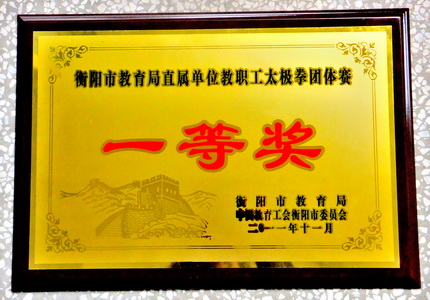 衡阳市教育局直属单位教职工太极拳团体赛
一等奖
衡阳市教育局
中国教育工会衡阳市委员会
二〇一一年十一月